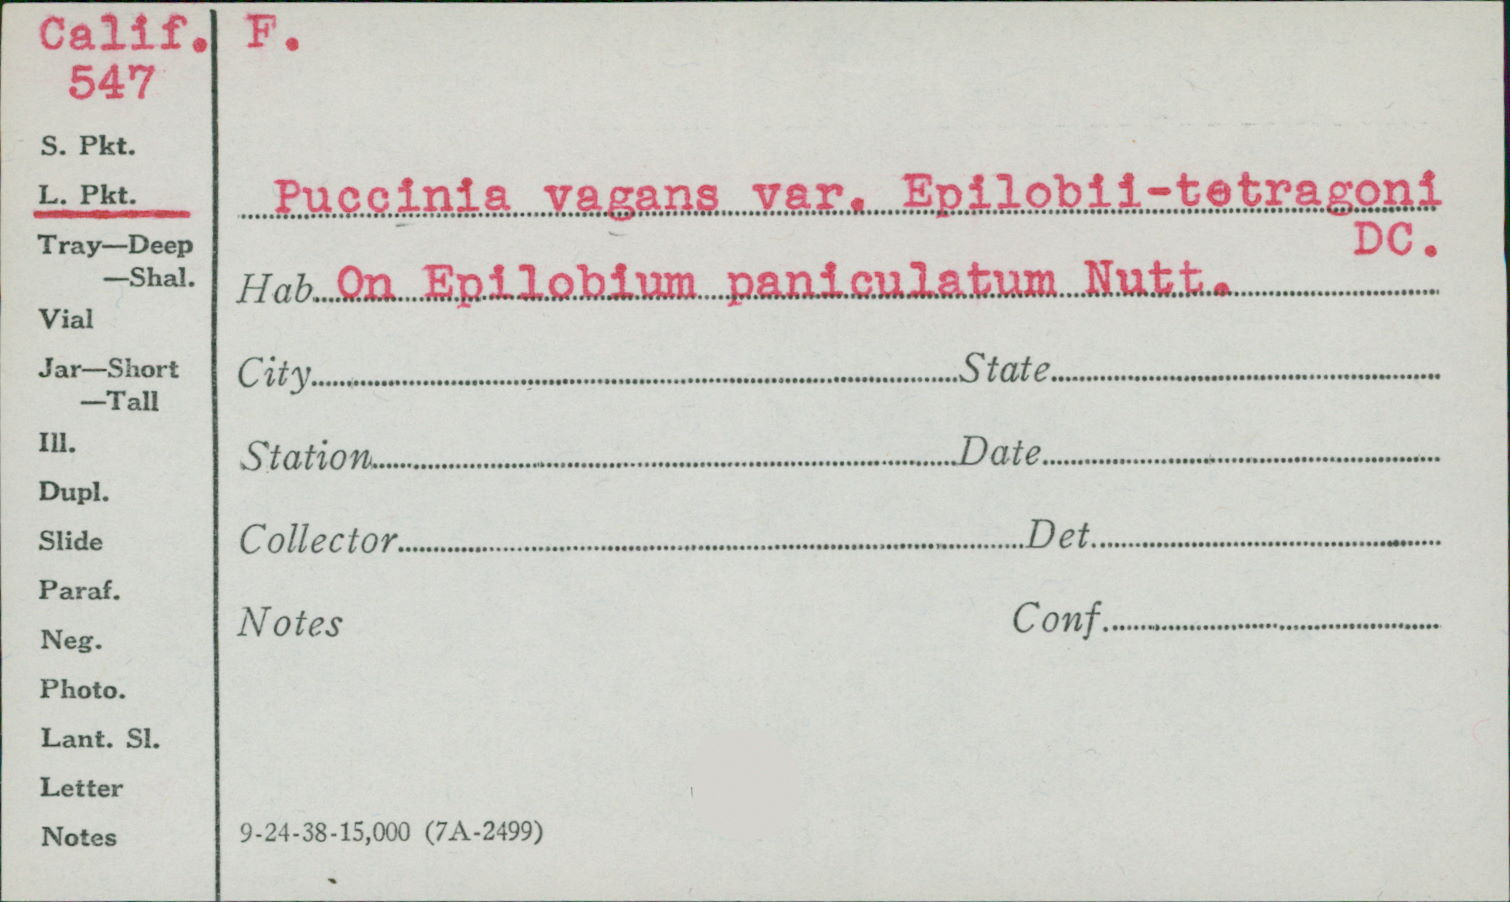 Calif. F.
547
S. Pkt.
L. Pkt.
Puccinia vagans var. Epilobii-tetragoni
DC.
Tray—Deep
—Shal.
Hab. On Epilobium paniculatum Nutt.
Vial
Jar—Short
—Tall
City State
Ill.
Station Date
Dupl.
Slide
Collector Det.
Paraf.
Neg.
Notes Conf.
Photo.
Lant. Sl.
Letter
Notes
9-24-38-15,000 (7A-2499)